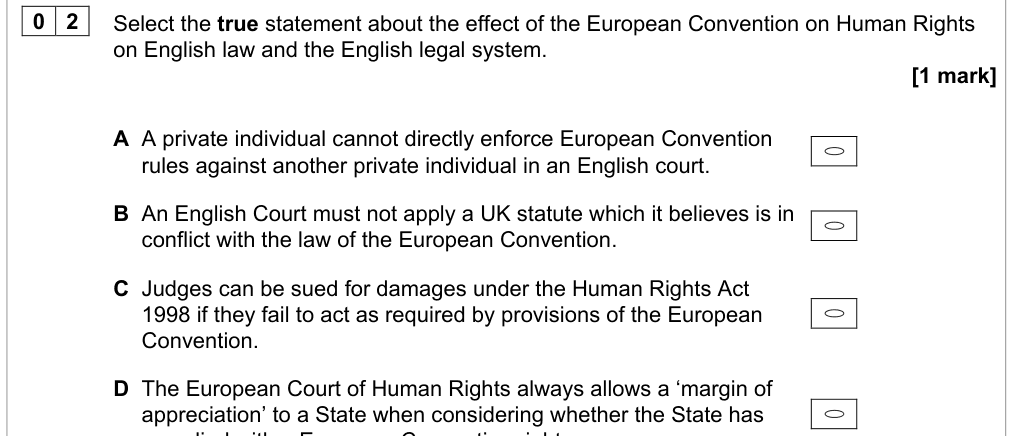 0 2 Select the true statement about the effect of the European Convention on Human Rights
on English law and the English legal system.
[1 mark]
A A private individual cannot directly enforce European Convention
rules against another private individual in an English court.
B An English Court must not apply a UK statute which it believes is in
conflict with the law of the European Convention.
C Judges can be sued for damages under the Human Rights Act
1998 if they fail to act as required by provisions of the European
Convention.
D The European Court of Human Rights always allows a ‘margin of
appreciation’ to a State when considering whether the State has